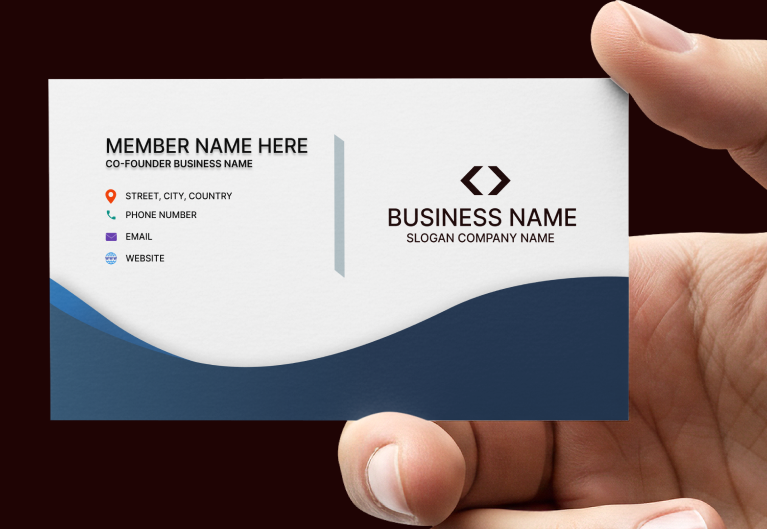 MEMBER NAME HERE
CO-FOUNDER BUSINESS NAME
STREET, CITY, COUNTRY
PHONE NUMBER
EMAIL
WEBSITE
BUSINESS NAME
SLOGAN COMPANY NAME